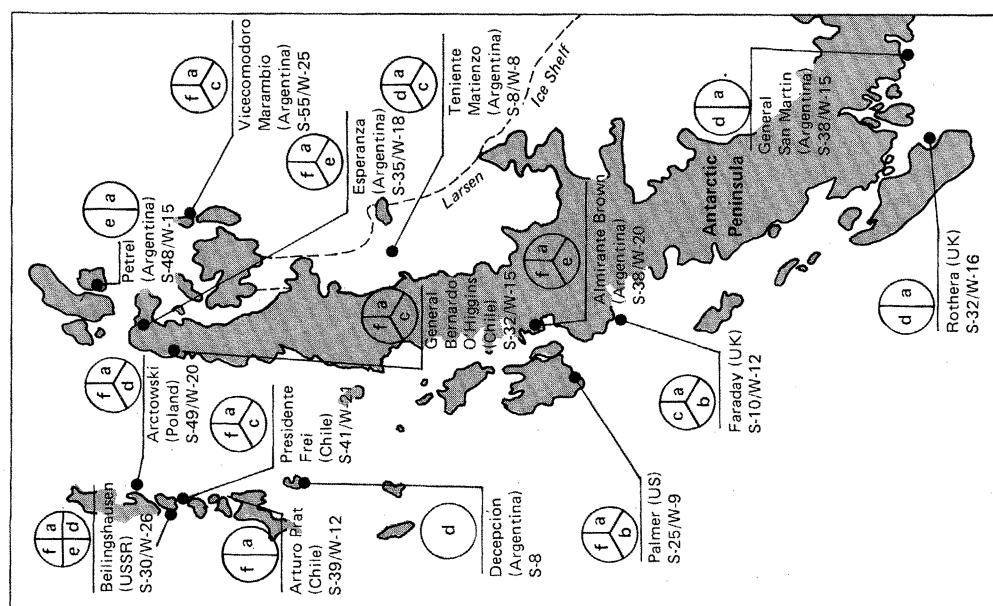 f a e d
Bellingshausen
(USSR)
S-30/W-26
f a d
Arctowski
(Poland)
S-49/W-20
f a c
Presidente
Frei
(Chile)
S-41/W-21
f a
Arturo Prat
(Chile)
S-39/W-12
d
Decepción
(Argentina)
S-8
e a
Petrel
(Argentina)
S-48/W-15
f a c
Vicecomodoro
Marambio
(Argentina)
S-55/W-25
f a e
Esperanza
(Argentina)
S-35/W-18
d a c
Teniente
Matienzo
(Argentina)
S-8/W-8
Larsen
Ice Shelf
f a c
General
Bernardo
O'Higgins
(Chile)
S-32/W-15
f a e
Almirante Brown
(Argentina)
S-38/W-20
f a b
Palmer (US)
S-25/W-9
c a b
Faraday (UK)
S-10/W-12
Antarctic
Peninsula
d a
General
San Martin
(Argentina)
S-38/W-15
d a
Rothera (UK)
S-32/W-16